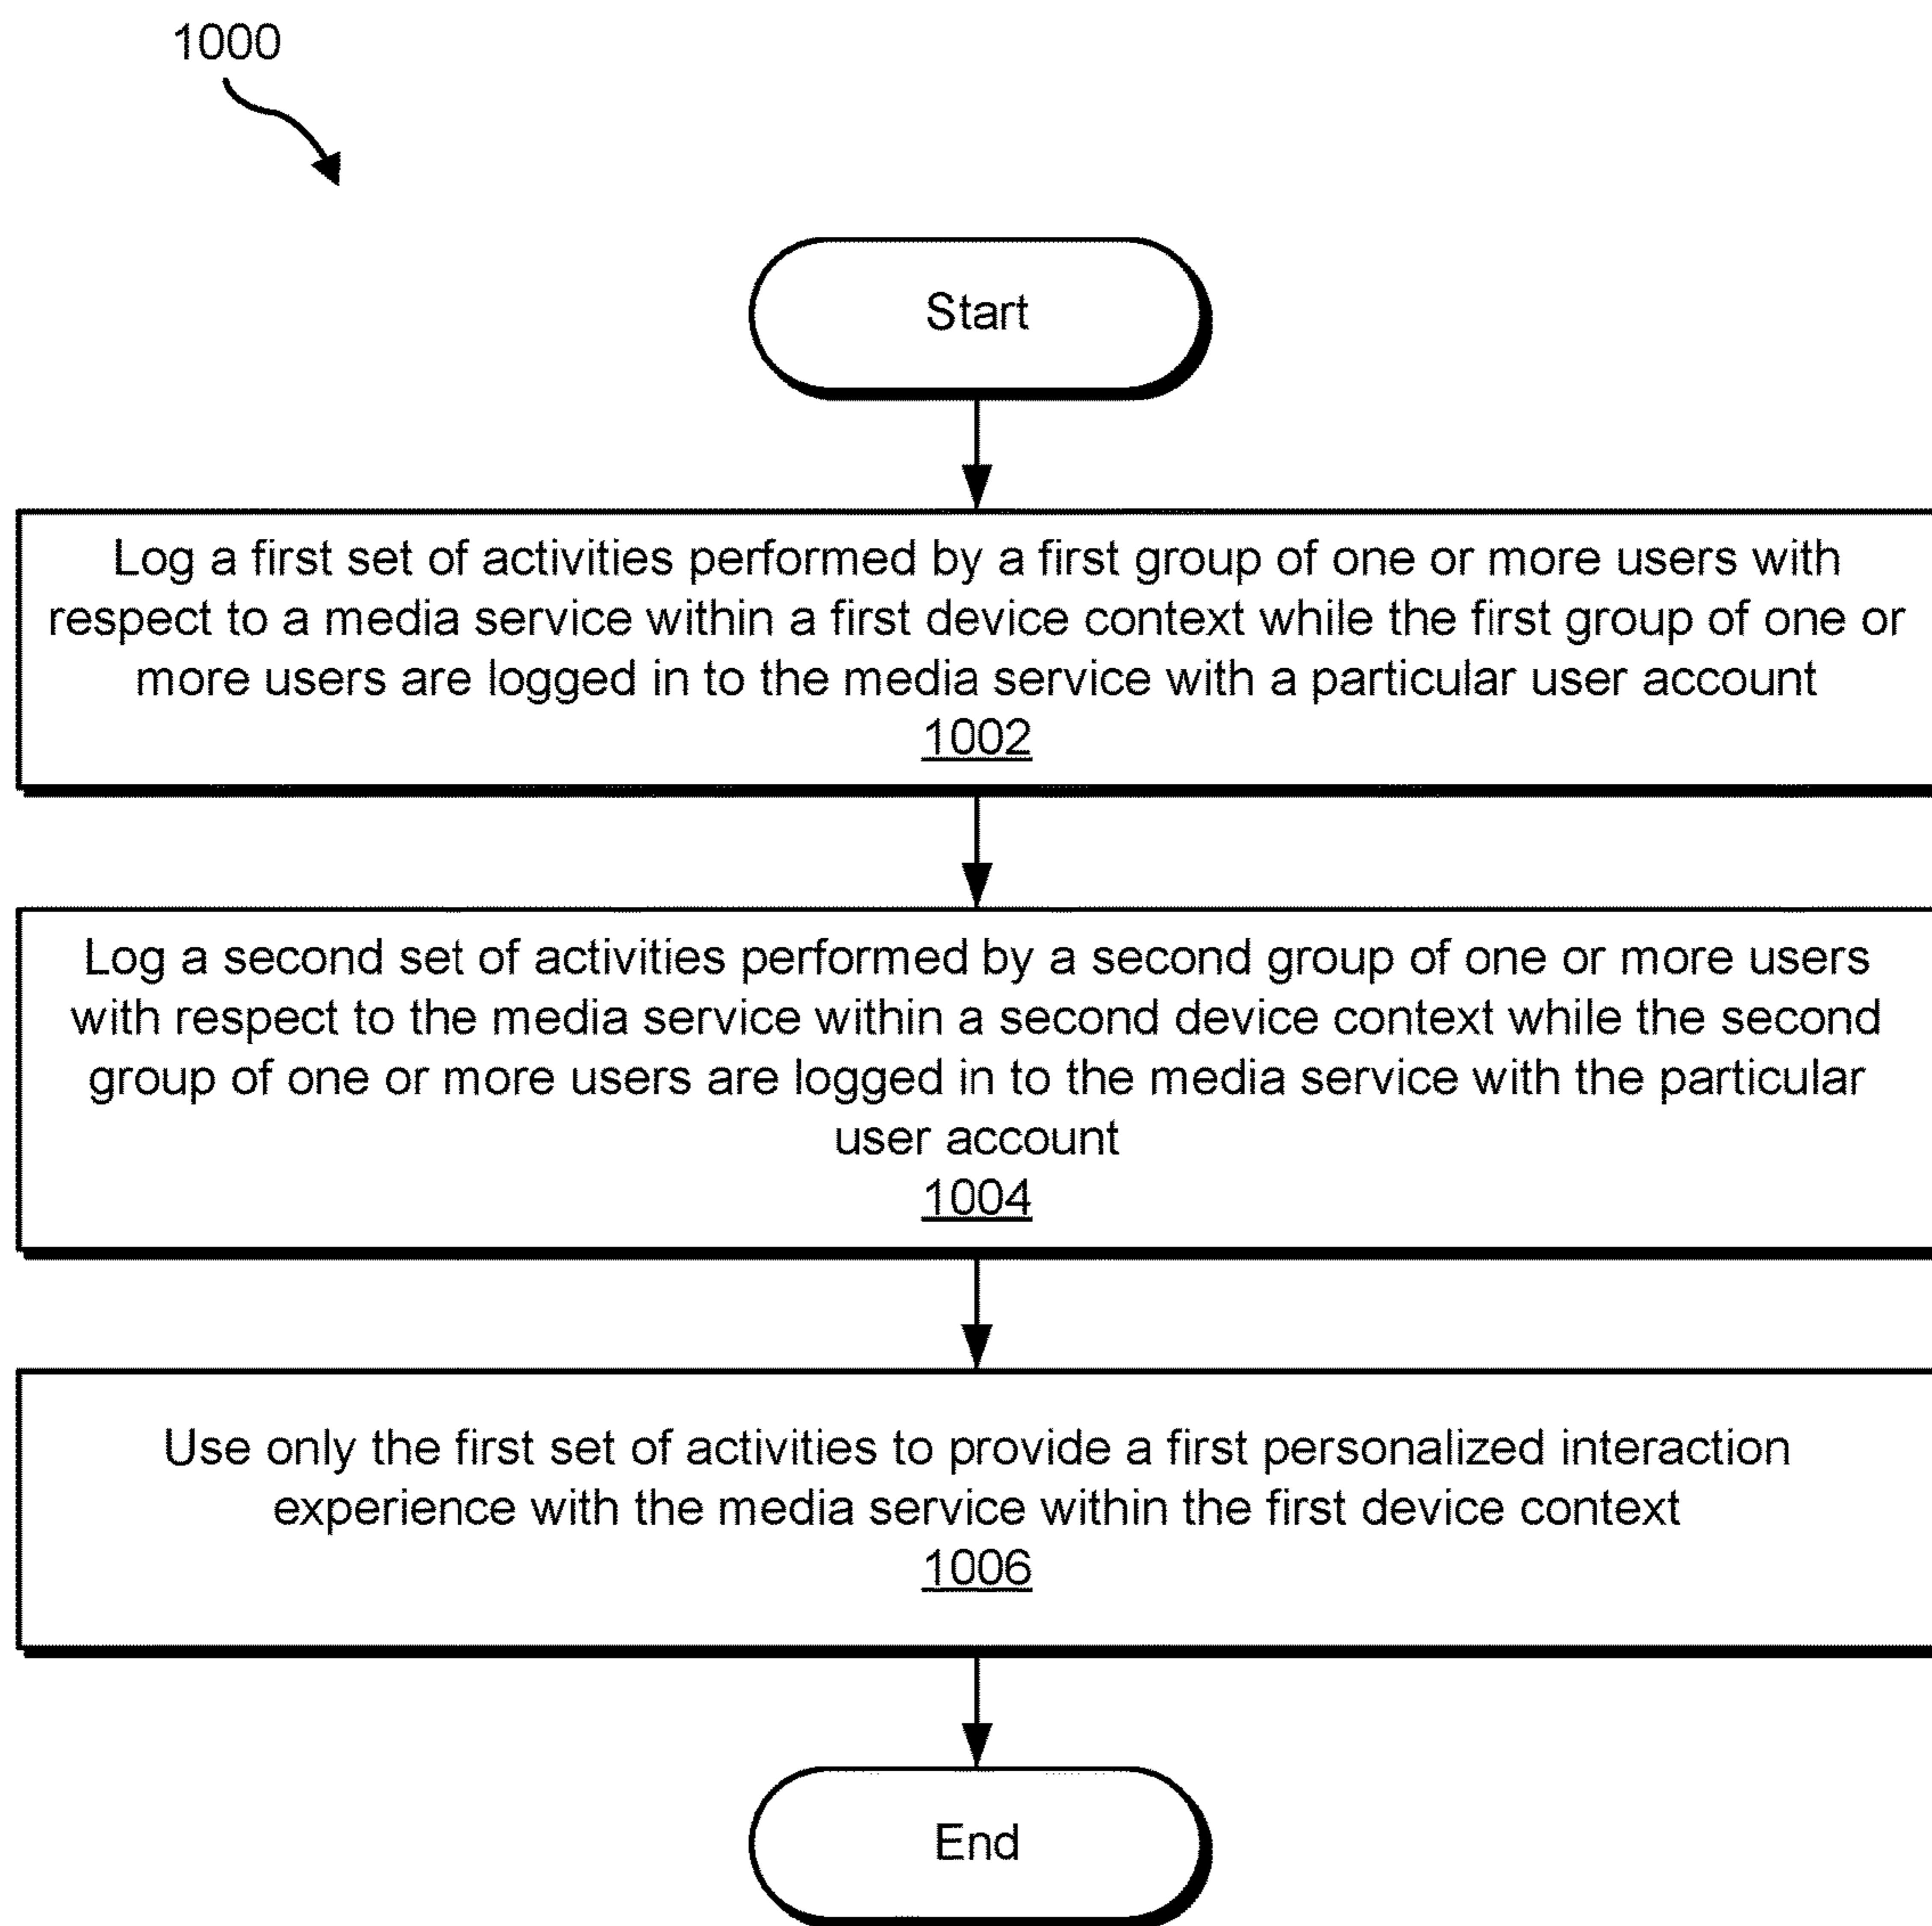 1000
Start
Log a first set of activities performed by a first group of one or more users with
respect to a media service within a first device context while the first group of one or
more users are logged in to the media service with a particular user account
1002
Log a second set of activities performed by a second group of one or more users
with respect to the media service within a second device context while the second
group of one or more users are logged in to the media service with the particular
user account
1004
Use only the first set of activities to provide a first personalized interaction
experience with the media service within the first device context
1006
End